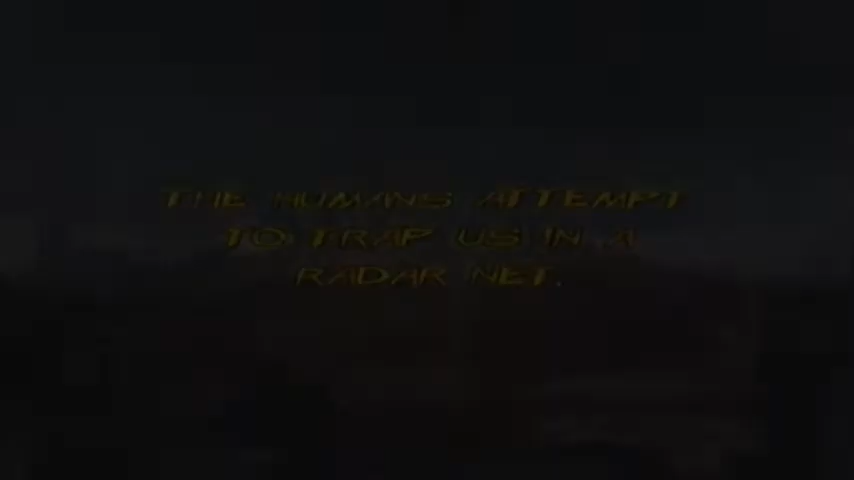 THE HUMANS ATTEMPT
TO TRAP US IN A
RADAR NET.